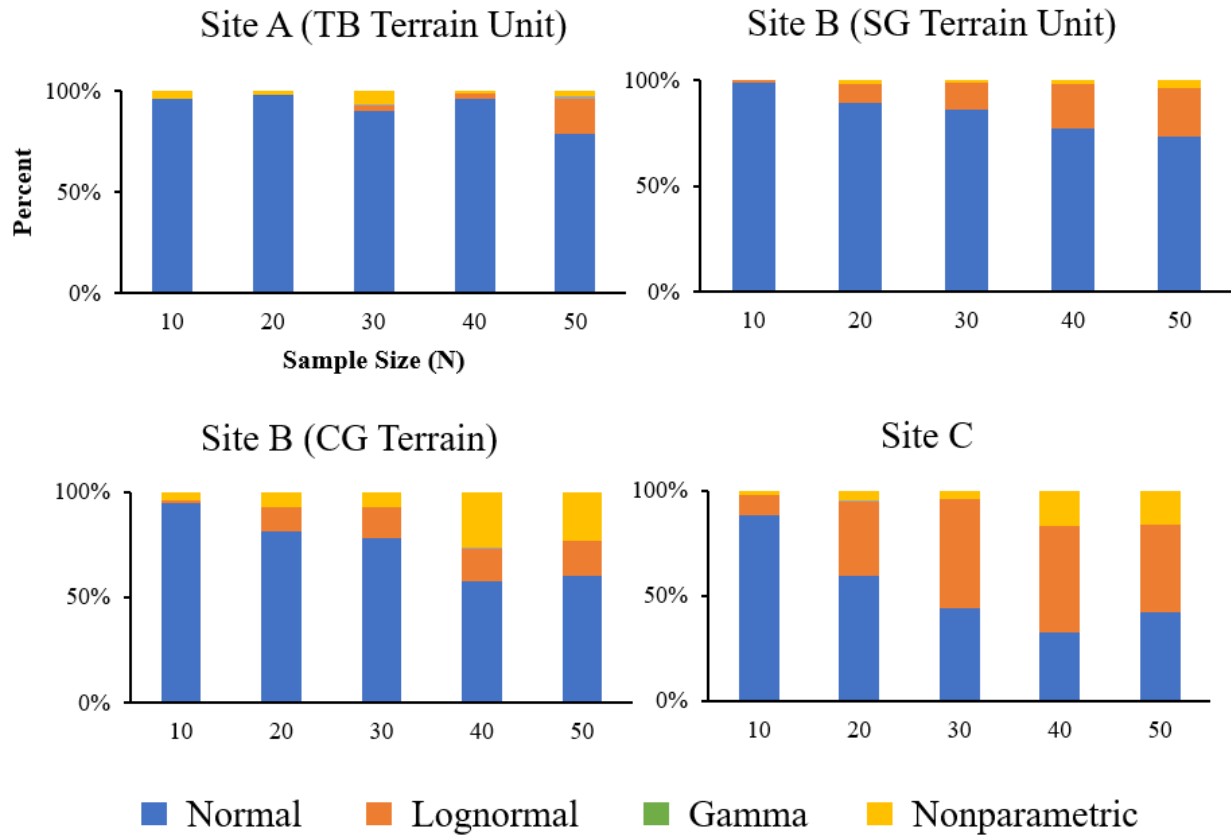 Site A (TB Terrain Unit)
Site B (SG Terrain Unit)
100%
50%
0%
Percent
10 20 30 40 50
Sample Size (N)
100%
50%
0%
10 20 30 40 50
Site B (CG Terrain)
Site C
100%
50%
0%
10 20 30 40 50
100%
50%
0%
10 20 30 40 50
Normal Lognormal Gamma Nonparametric